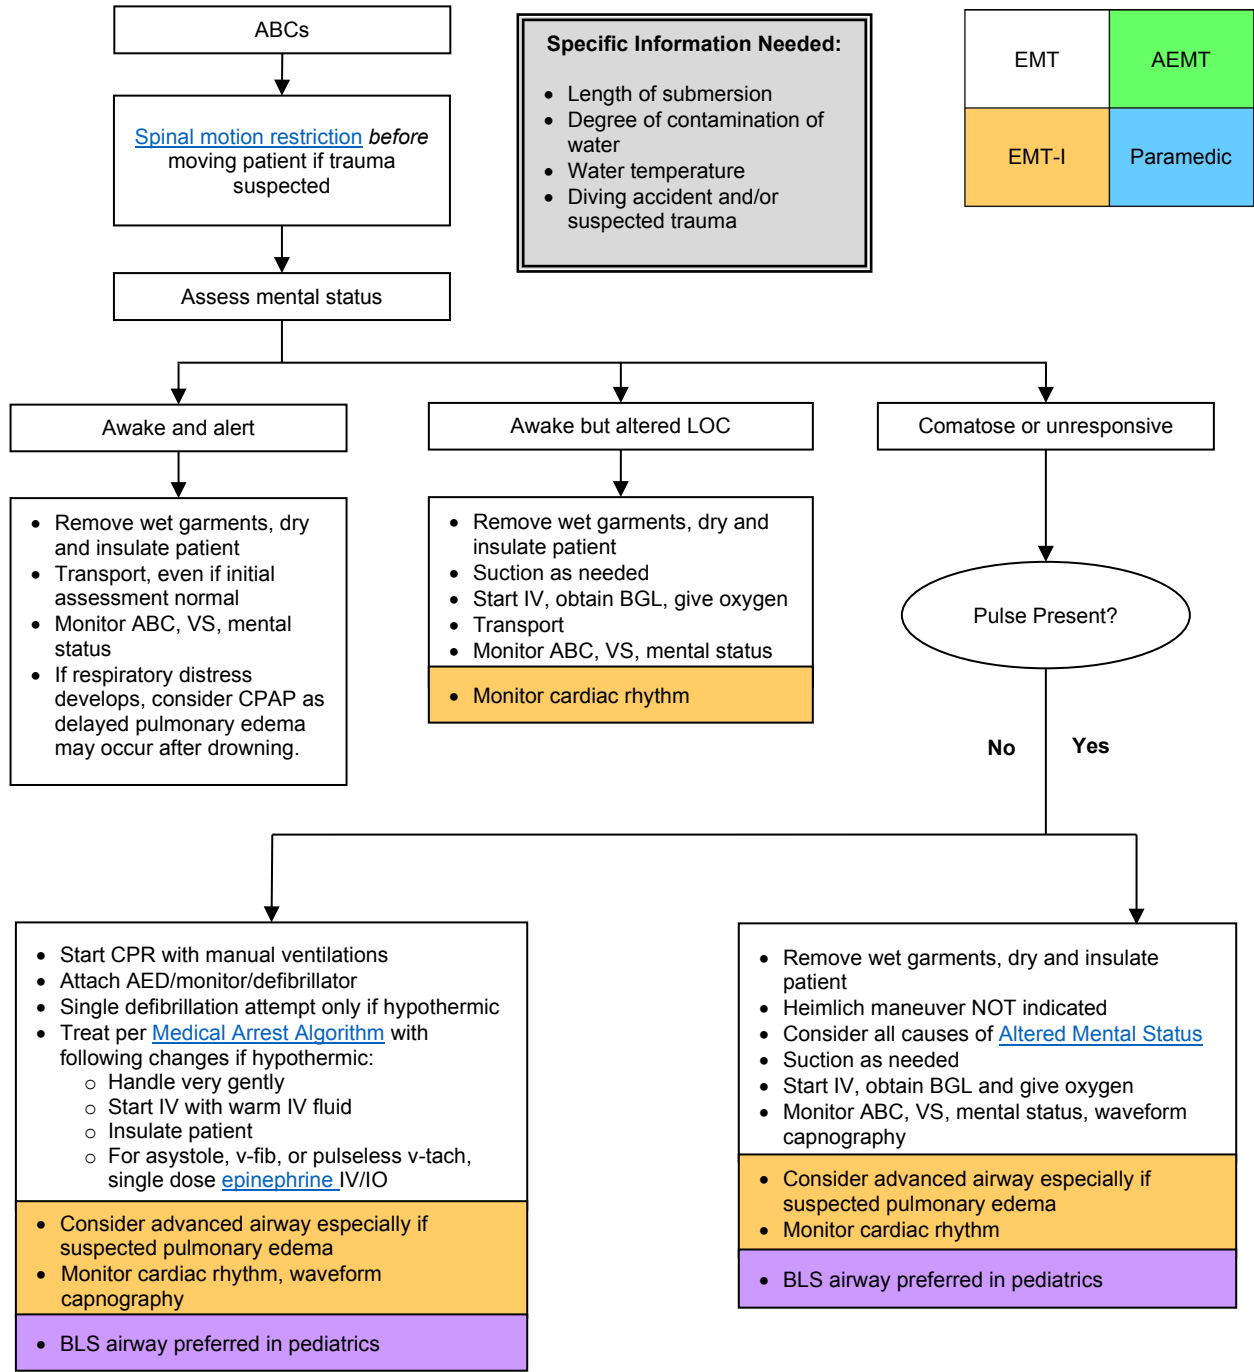 ABCs
Spinal motion restriction before
moving patient if trauma
suspected
Assess mental status
Specific Information Needed:
• Length of submersion
• Degree of contamination of
water
• Water temperature
• Diving accident and/or
suspected trauma
EMT
AEMT
EMT-I
Paramedic
Awake and alert
Awake but altered LOC
Comatose or unresponsive
• Remove wet garments, dry
and insulate patient
• Transport, even if initial
assessment normal
• Monitor ABC, VS, mental
status
• If respiratory distress
develops, consider CPAP as
delayed pulmonary edema
may occur after drowning.
• Remove wet garments, dry and
insulate patient
• Suction as needed
• Start IV, obtain BGL, give oxygen
• Transport
• Monitor ABC, VS, mental status
• Monitor cardiac rhythm
Pulse Present?
No
Yes
• Start CPR with manual ventilations
• Attach AED/monitor/defibrillator
• Single defibrillation attempt only if hypothermic
• Treat per Medical Arrest Algorithm with
following changes if hypothermic:
o Handle very gently
o Start IV with warm IV fluid
o Insulate patient
o For asystole, v-fib, or pulseless v-tach,
single dose epinephrine IV/IO
• Consider advanced airway especially if
suspected pulmonary edema
• Monitor cardiac rhythm, waveform
capnography
• BLS airway preferred in pediatrics
• Remove wet garments, dry and insulate
patient
• Heimlich maneuver NOT indicated
• Consider all causes of Altered Mental Status
• Suction as needed
• Start IV, obtain BGL and give oxygen
• Monitor ABC, VS, mental status, waveform
capnography
• Consider advanced airway especially if
suspected pulmonary edema
• Monitor cardiac rhythm
• BLS airway preferred in pediatrics